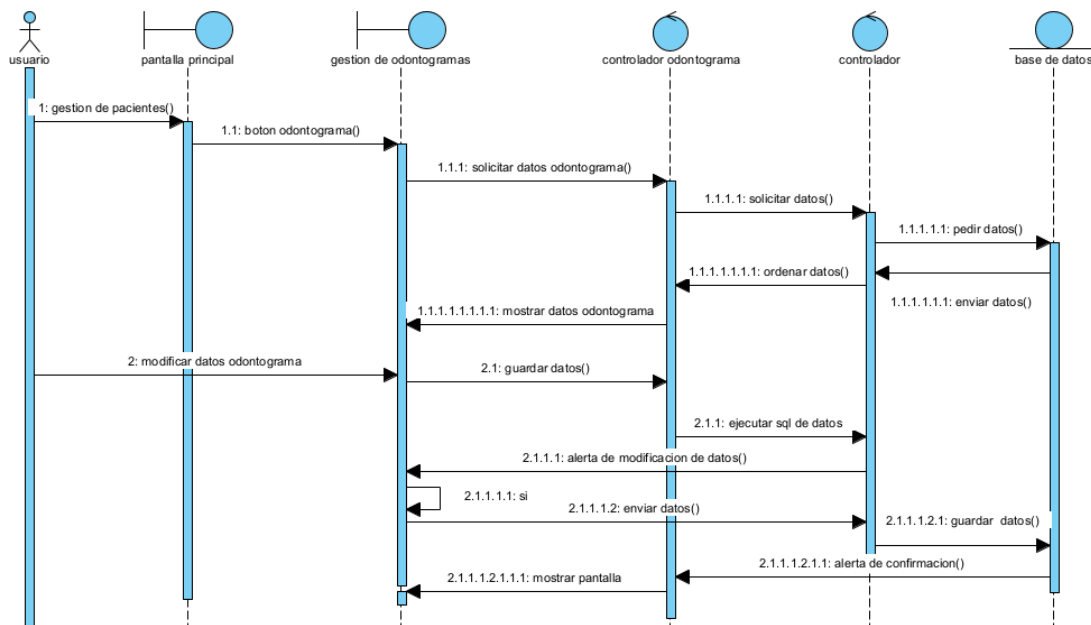 usuario
pantalla principal
gestion de odontogramas
controlador odontograma
controlador
base de datos
1: gestion de pacientes()
1.1: boton odontograma()
1.1.1: solicitar datos odontograma()
1.1.1.1: solicitar datos()
1.1.1.1.1: pedir datos()
1.1.1.1.1.1.1: ordenar datos()
1.1.1.1.1.1: enviar datos()
1.1.1.1.1.1.1.1: mostrar datos odontograma
2: modificar datos odontograma
2.1: guardar datos()
2.1.1: ejecutar sql de datos
2.1.1.1: alerta de modificacion de datos()
2.1.1.1.1: si
2.1.1.1.2: enviar datos()
2.1.1.1.2.1: guardar datos()
2.1.1.1.2.1.1: alerta de confirmacion()
2.1.1.1.2.1.1.1: mostrar pantalla